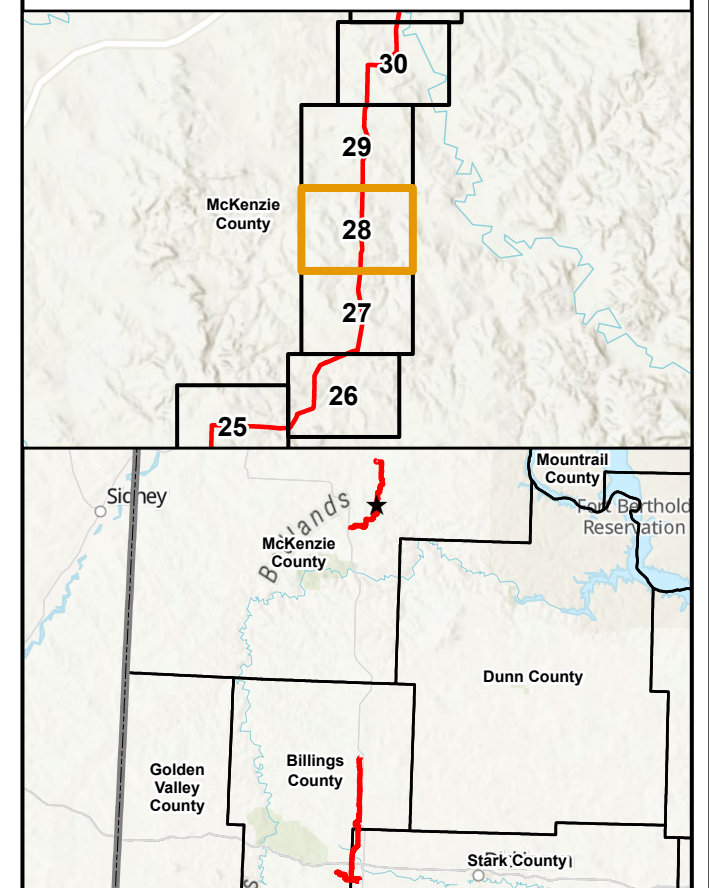 30
29
McKenzie
County
28
27
26
25
Mountrail
County
Sidney
Fort Berthold
Reservation
McKenzie
County
Dunn County
Billings
County
Golden
Valley
County
Stark County